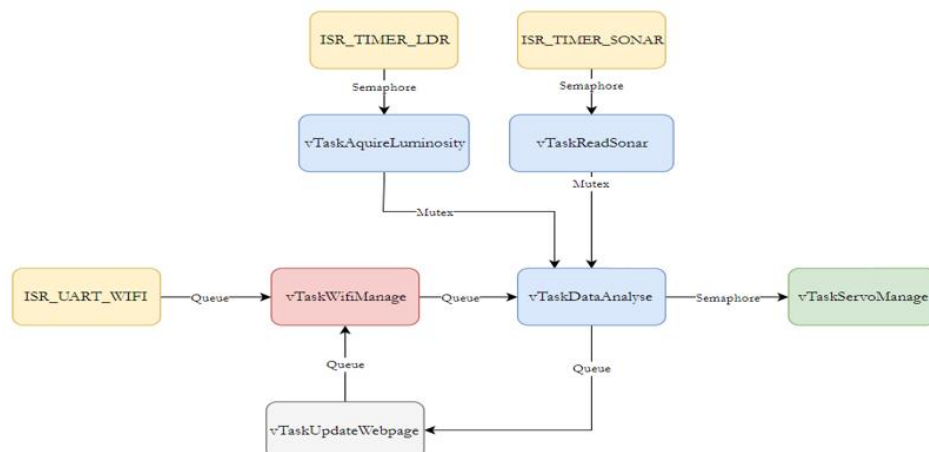 ISR_TIMER_LDR
ISR_TIMER_SONAR
Semaphore
Semaphore
vTaskAquireLuminosity
vTaskReadSonar
Mutex
Mutex
ISR_UART_WIFI
Queue
vTaskWifiManage
Queue
vTaskDataAnalyse
Semaphore
vTaskServoManage
Queue
Queue
vTaskUpdateWebpage